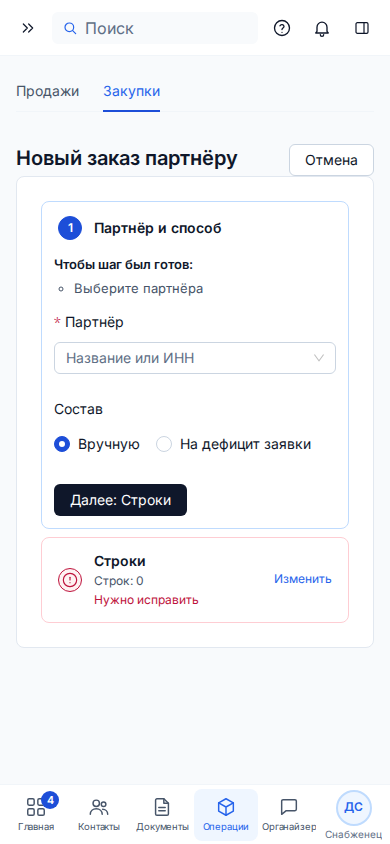 Поиск
Продажи Закупки
Новый заказ партнёру
Отмена
1 Партнёр и способ
Чтобы шаг был готов:
Выберите партнёра
* Партнёр
Название или ИНН
Состав
Вручную На дефицит заявки
Далее: Строки
Строки
Строк: 0
Нужно исправить
Изменить
4 ДС
Главная Контакты Документы Операции Органайзер Снабженец